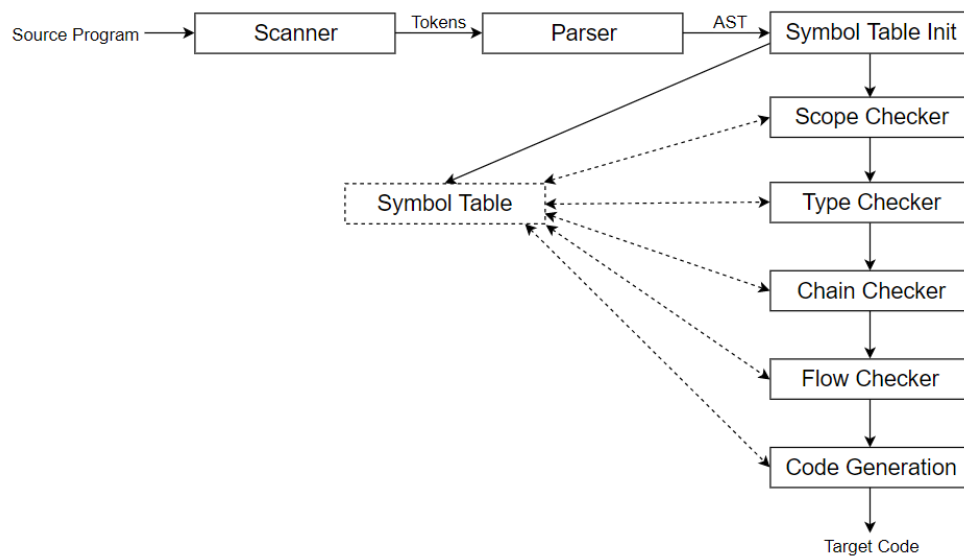 Source Program
Scanner
Tokens
Parser
AST
Symbol Table Init
Scope Checker
Symbol Table
Type Checker
Chain Checker
Flow Checker
Code Generation
Target Code